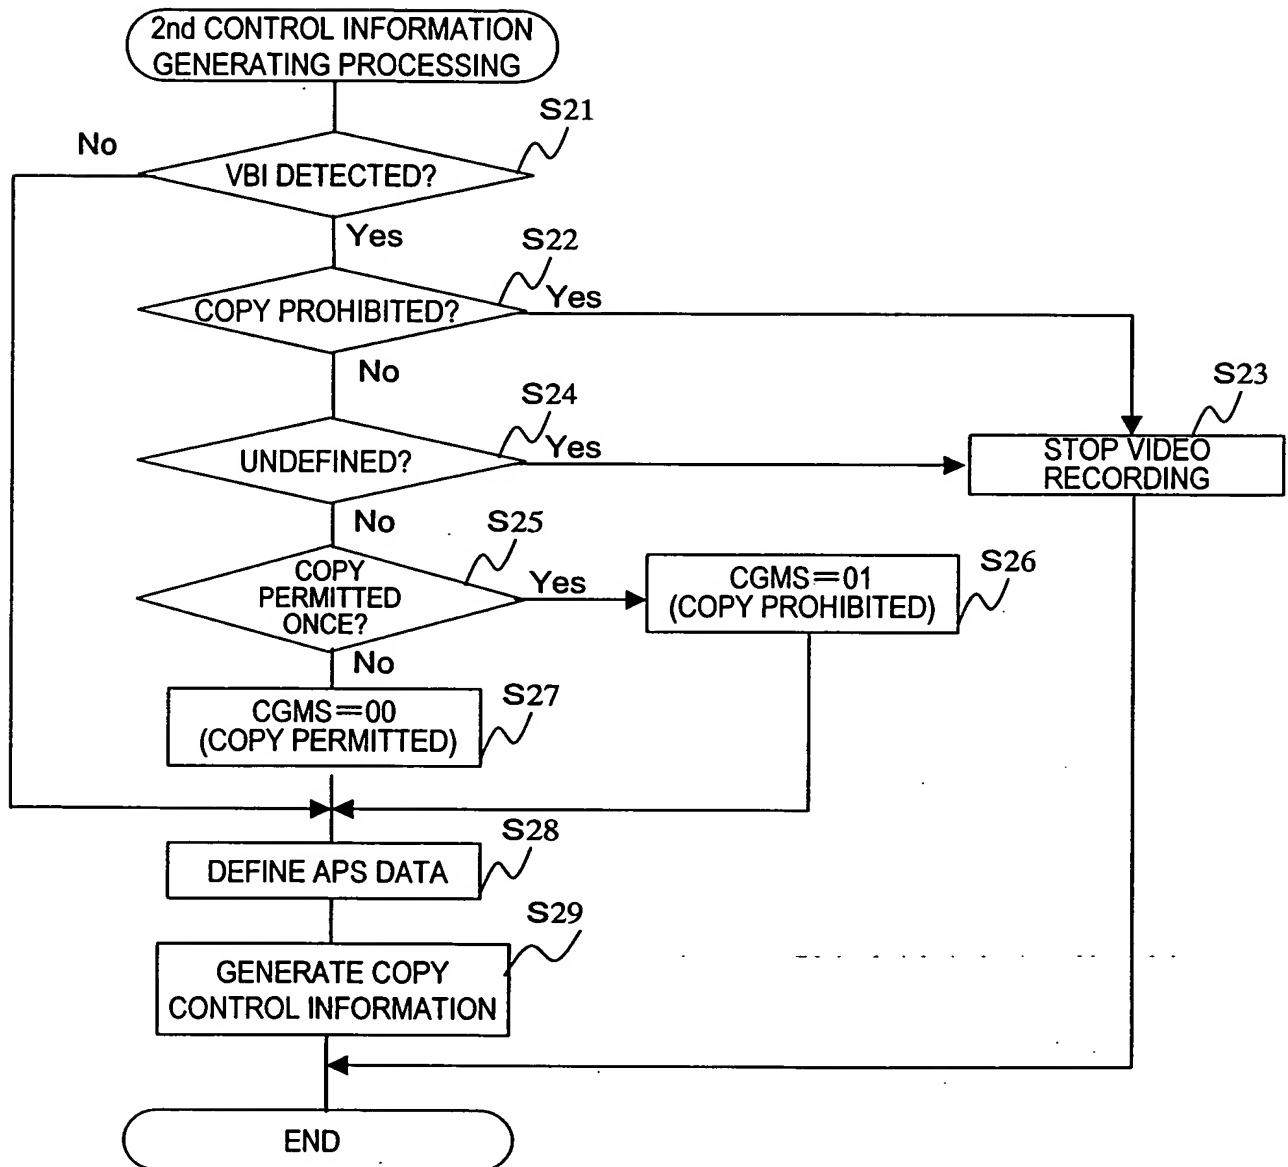 2nd CONTROL INFORMATION
GENERATING PROCESSING
S21
No
VBI DETECTED?
Yes
S22
COPY PROHIBITED?
Yes
No
S24
S23
UNDEFINED?
Yes
STOP VIDEO
RECORDING
No
S25
COPY
PERMITTED
ONCE?
Yes
CGMS=01
(COPY PROHIBITED)
S26
No
CGMS=00
(COPY PERMITTED)
S27
S28
DEFINE APS DATA
S29
GENERATE COPY
CONTROL INFORMATION
END